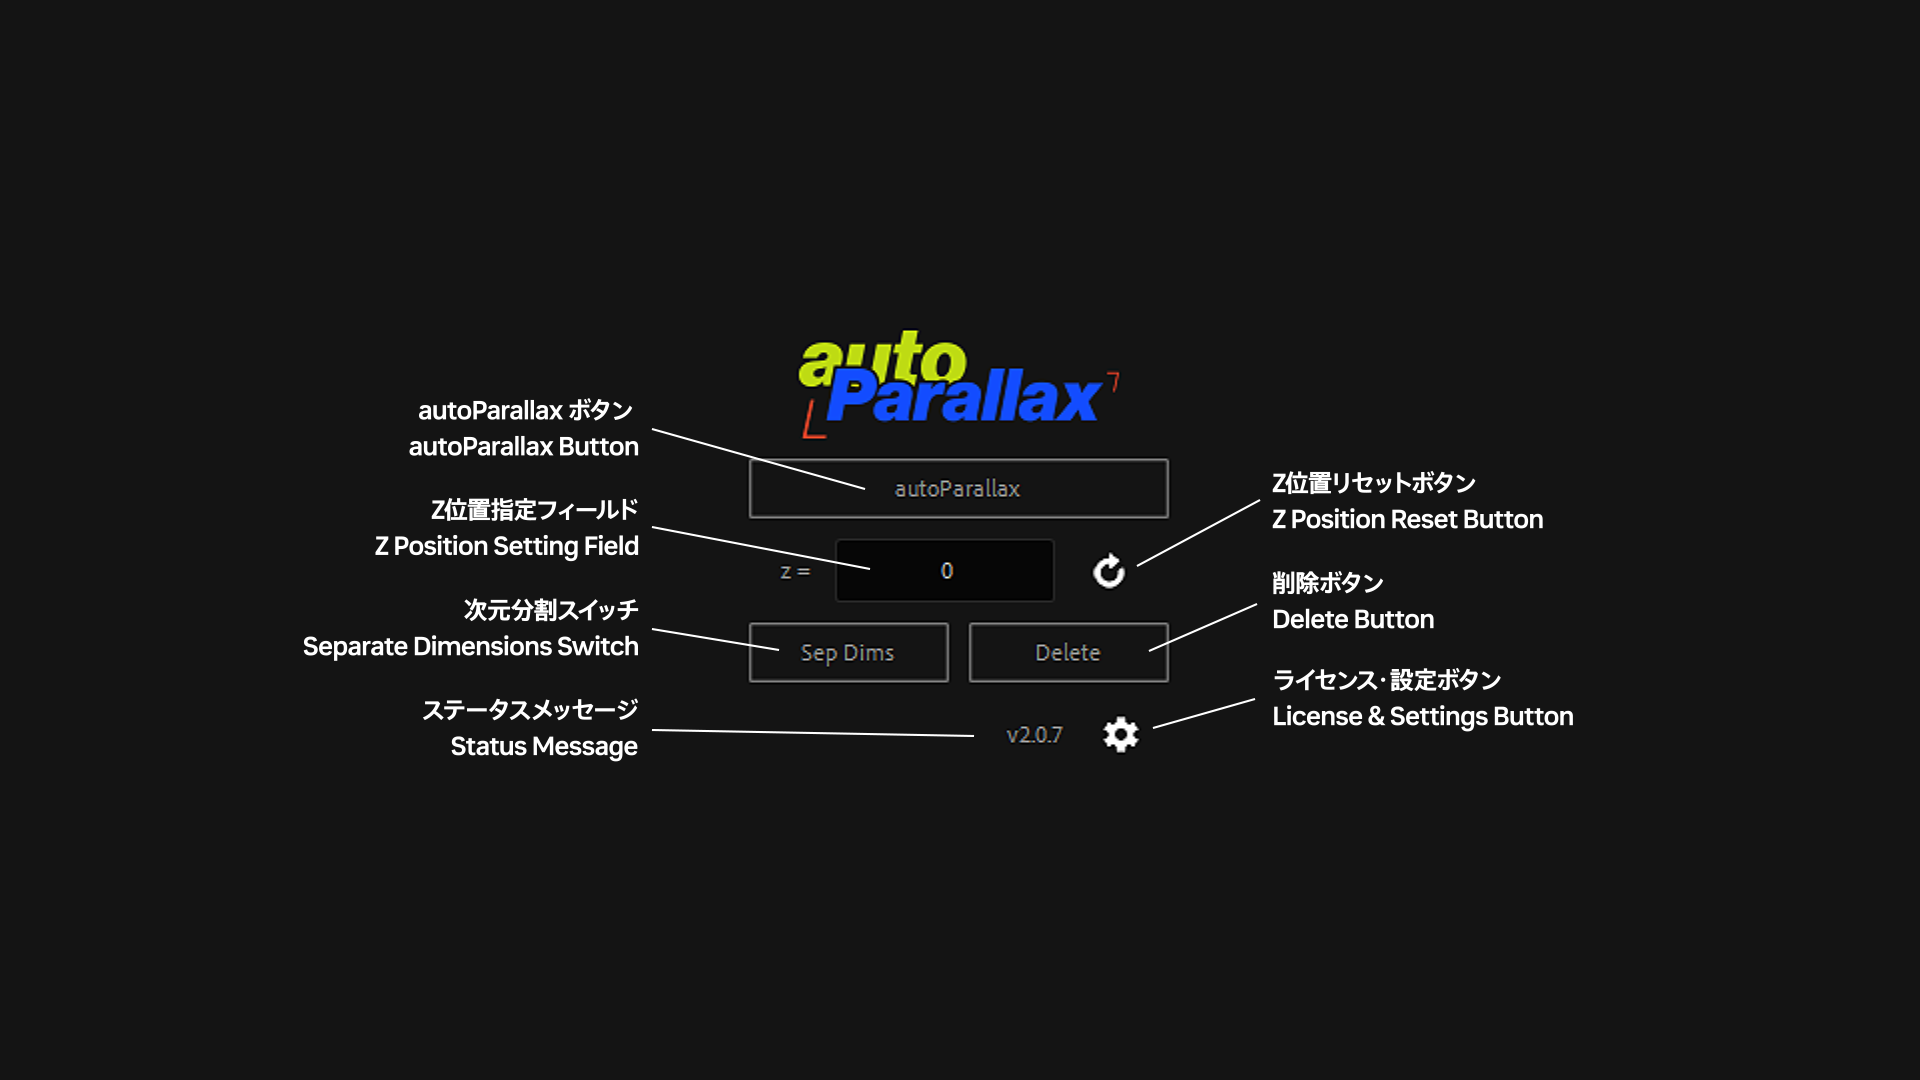 auto
Parallax
autoParallax ボタン
autoParallax Button
Z位置指定フィールド
Z Position Setting Field
次元分割スイッチ
Separate Dimensions Switch
ステータスメッセージ
Status Message
autoParallax
z =
0
Sep Dims
Delete
v2.0.7
Z位置リセットボタン
Z Position Reset Button
削除ボタン
Delete Button
ライセンス・設定ボタン
License & Settings Button